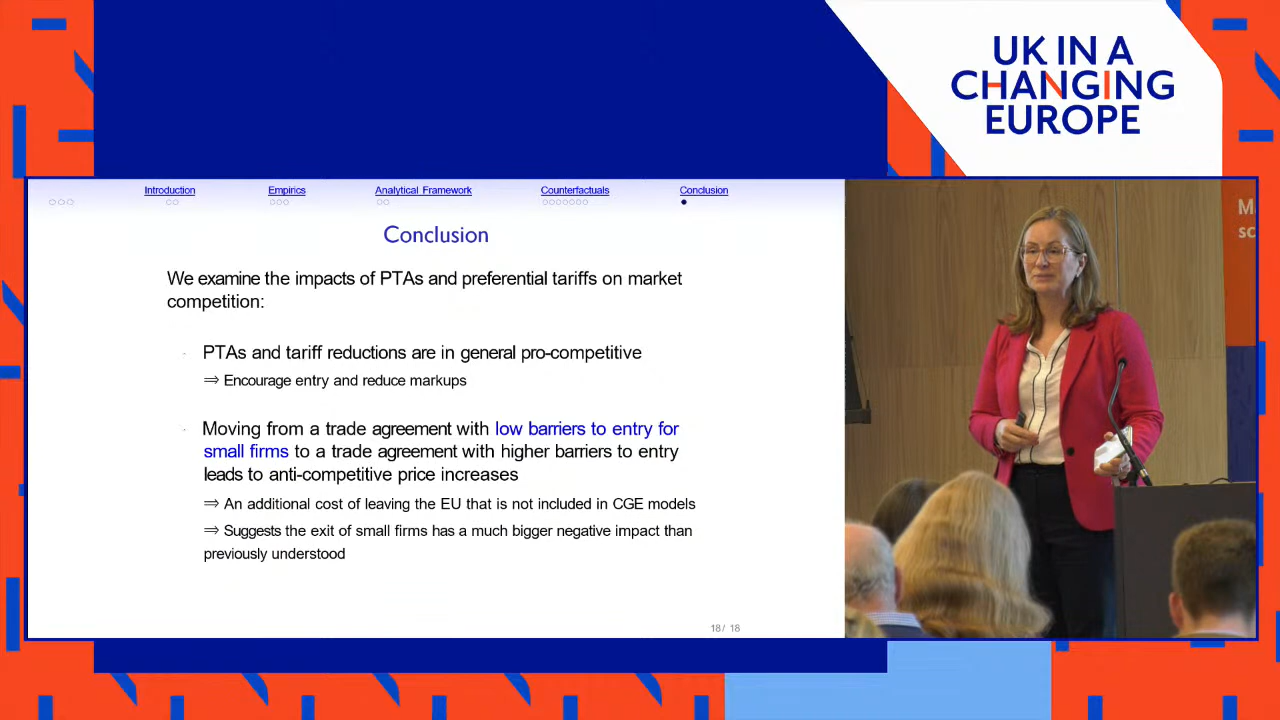 UK IN A
CHANGING
EUROPE
Introduction Empirics Analytical Framework Counterfactuals Conclusion
Conclusion
We examine the impacts of PTAs and preferential tariffs on market
competition:
PTAs and tariff reductions are in general pro-competitive
⇒ Encourage entry and reduce markups
Moving from a trade agreement with low barriers to entry for
small firms to a trade agreement with higher barriers to entry
leads to anti-competitive price increases
⇒ An additional cost of leaving the EU that is not included in CGE models
⇒ Suggests the exit of small firms has a much bigger negative impact than
previously understood
18/ 18